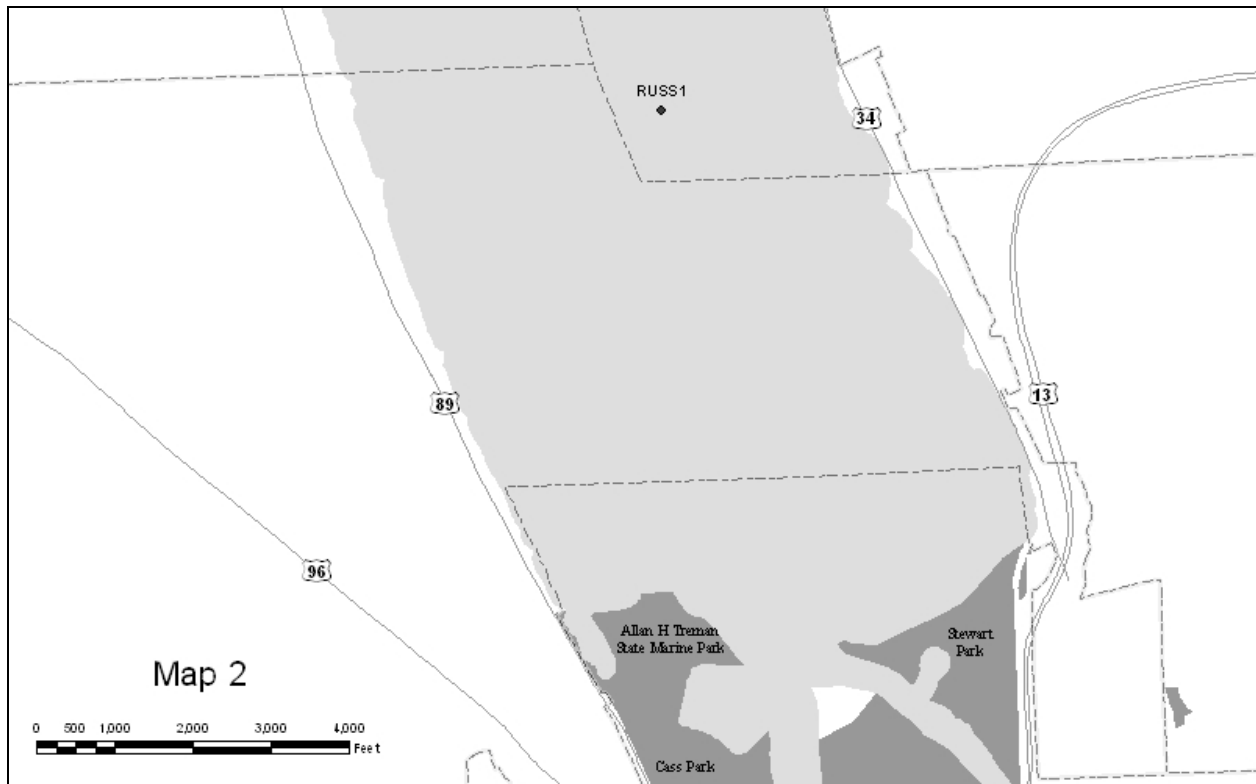 RUSS1
34
13
89
96
Allan H Treman
State Marine Park
Stewart
Park
Map 2
0 500 1,000 2,000 3,000 4,000
Feet
Cass Park